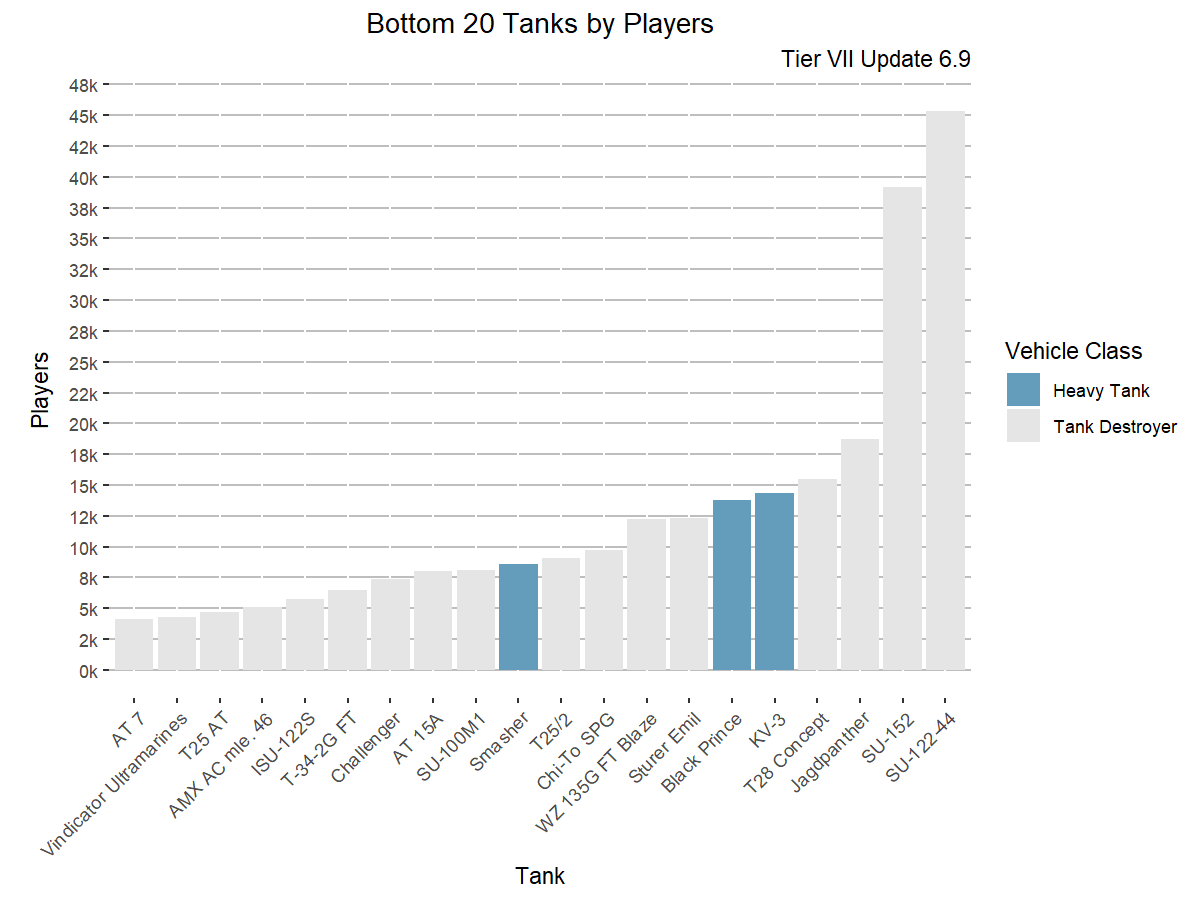 Bottom 20 Tanks by Players
Tier VII Update 6.9
48k
45k
42k
40k
38k
35k
32k
30k
28k
25k
22k
20k
18k
15k
12k
10k
8k
5k
2k
0k
Players
AT 7
Vindicator Ultramarines
T25 AT
AMX AC mle. 46
ISU-122S
T-34-2G FT
Challenger
AT 15A
SU-100M1
Smasher
T25/2
Chi-To SPG
WZ 135G FT Blaze
Sturer Emil
Black Prince
KV-3
T28 Concept
Jagdpanther
SU-152
SU-122-44
Tank
Vehicle Class
Heavy Tank
Tank Destroyer